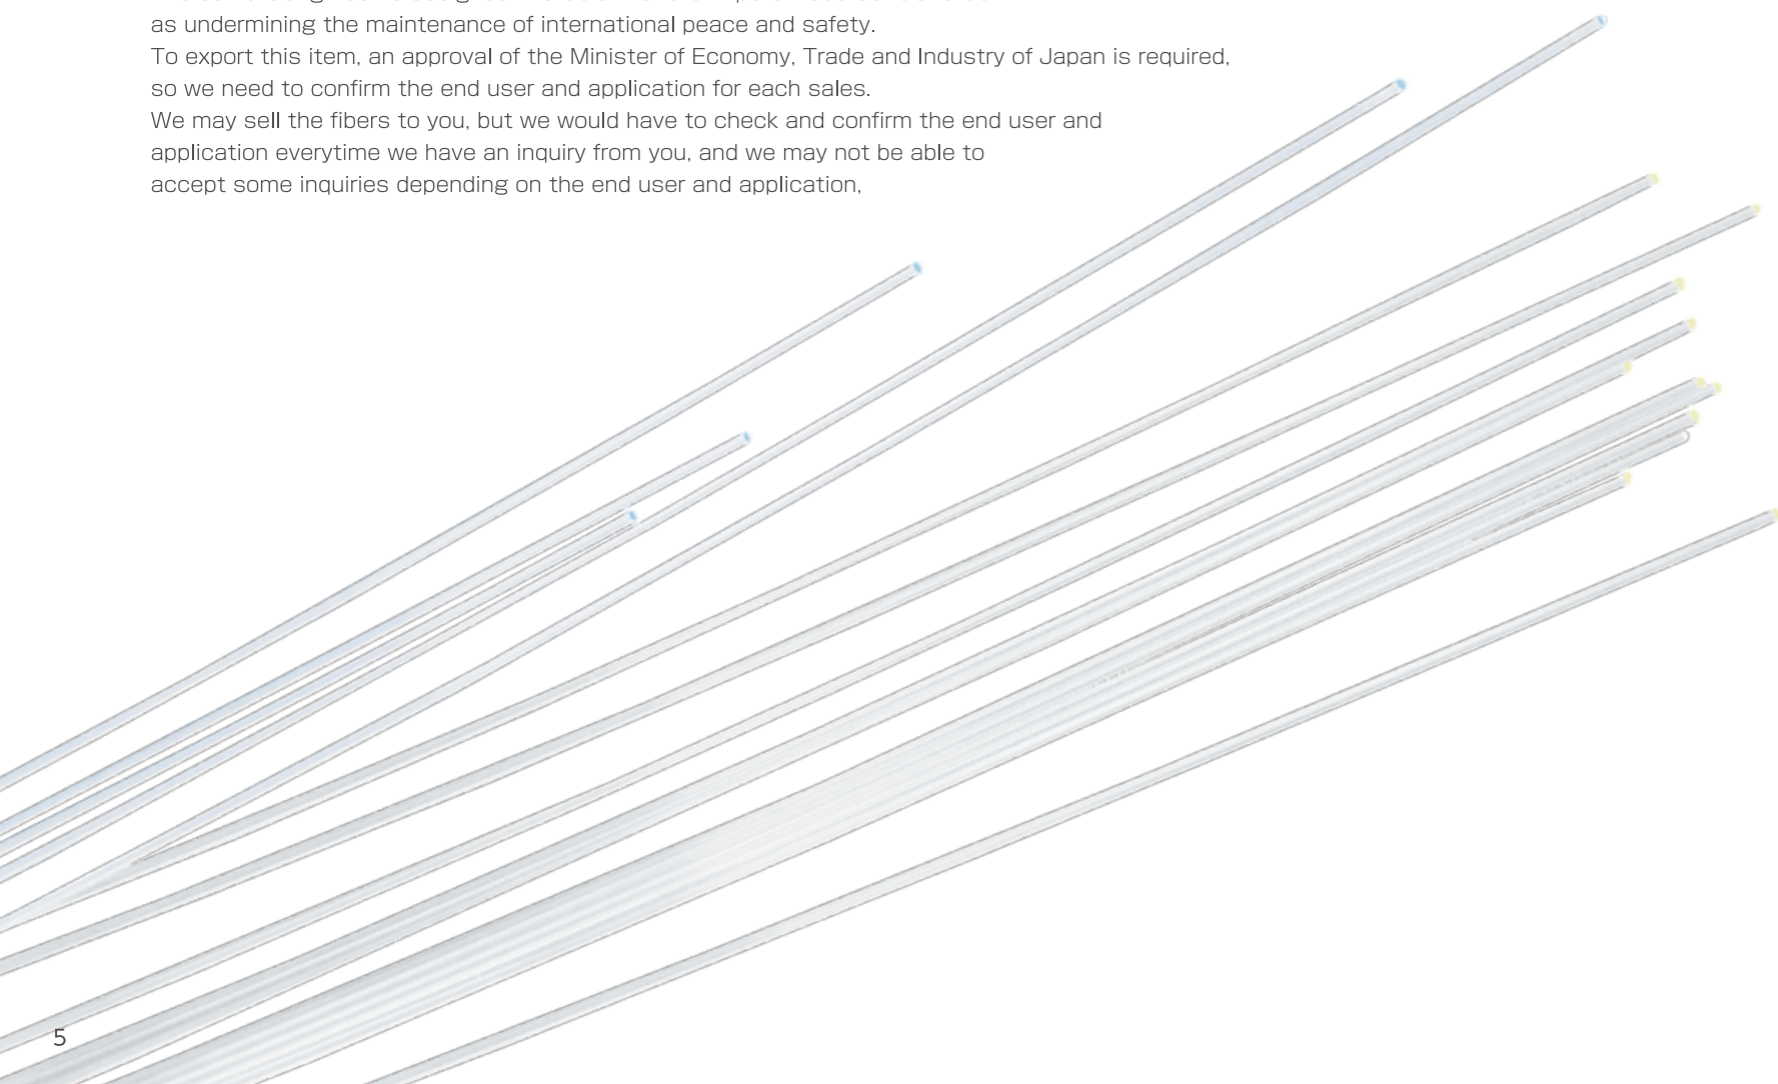 as undermining the maintenance of international peace and safety.
To export this item, an approval of the Minister of Economy, Trade and Industry of Japan is required,
so we need to confirm the end user and application for each sales.
We may sell the fibers to you, but we would have to check and confirm the end user and
application everytime we have an inquiry from you, and we may not be able to
accept some inquiries depending on the end user and application,
5